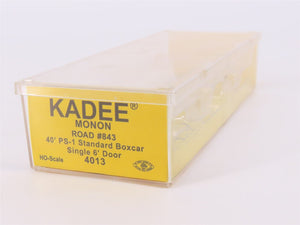 KADEE®
MONON
ROAD #843
40' PS-1 Standard Boxcar
Single 6' Door
HO-Scale 4013